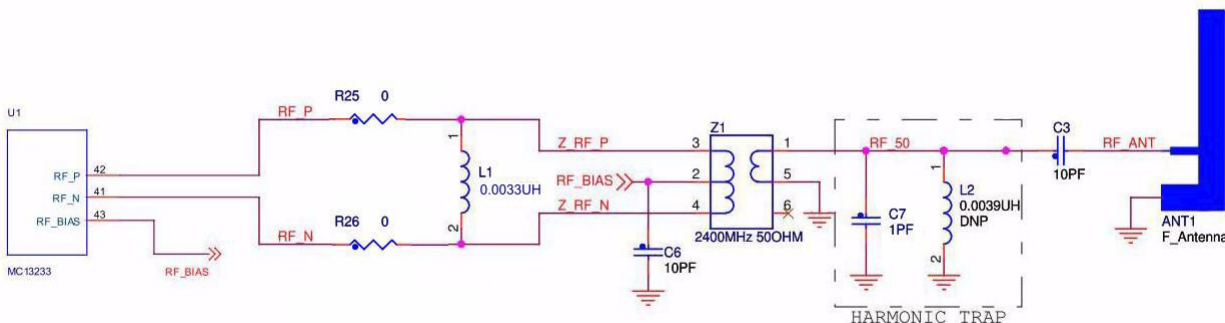 U1
RF_P
42
RF_N
41
RF_BIAS
43
MC13233
RF_BIAS
RF_P
R25 0
RF_N
R26 0
1
L1
0.0033UH
2
Z_RF_P
RF_BIAS
Z_RF_N
C6
10PF
Z1
3
2
4
1
5
6
2400MHz 50OHM
RF_50
C7
1PF
1
L2
0.0039UH
DNP
2
HARMONIC TRAP
C3
10PF
RF_ANT
ANT1
F_Antenna